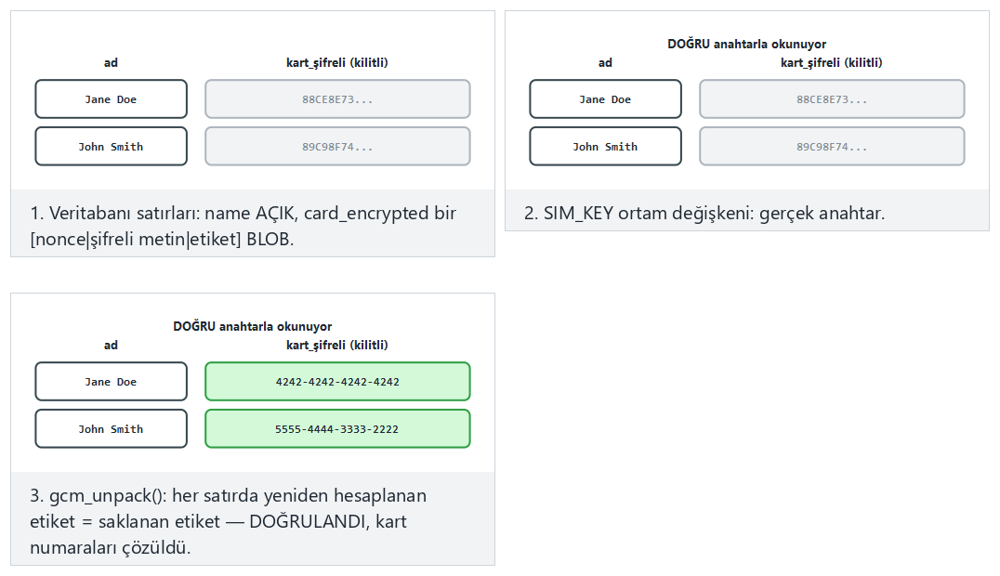 ad
kart_şifreli (kilitli)
Jane Doe
88CE8E73...
John Smith
89C98F74...
1. Veritabanı satırları: name AÇIK, card_encrypted bir
[nonce|şifreli metin|etiket] BLOB.
DOĞRU anahtarla okunuyor
ad
kart_şifreli (kilitli)
Jane Doe
88CE8E73...
John Smith
89C98F74...
2. SIM_KEY ortam değişkeni: gerçek anahtar.
DOĞRU anahtarla okunuyor
ad
kart_şifreli (kilitli)
Jane Doe
4242-4242-4242-4242
John Smith
5555-4444-3333-2222
3. gcm_unpack(): her satırda yeniden hesaplanan
etiket = saklanan etiket — DOĞRULANDI, kart
numaraları çözüldü.